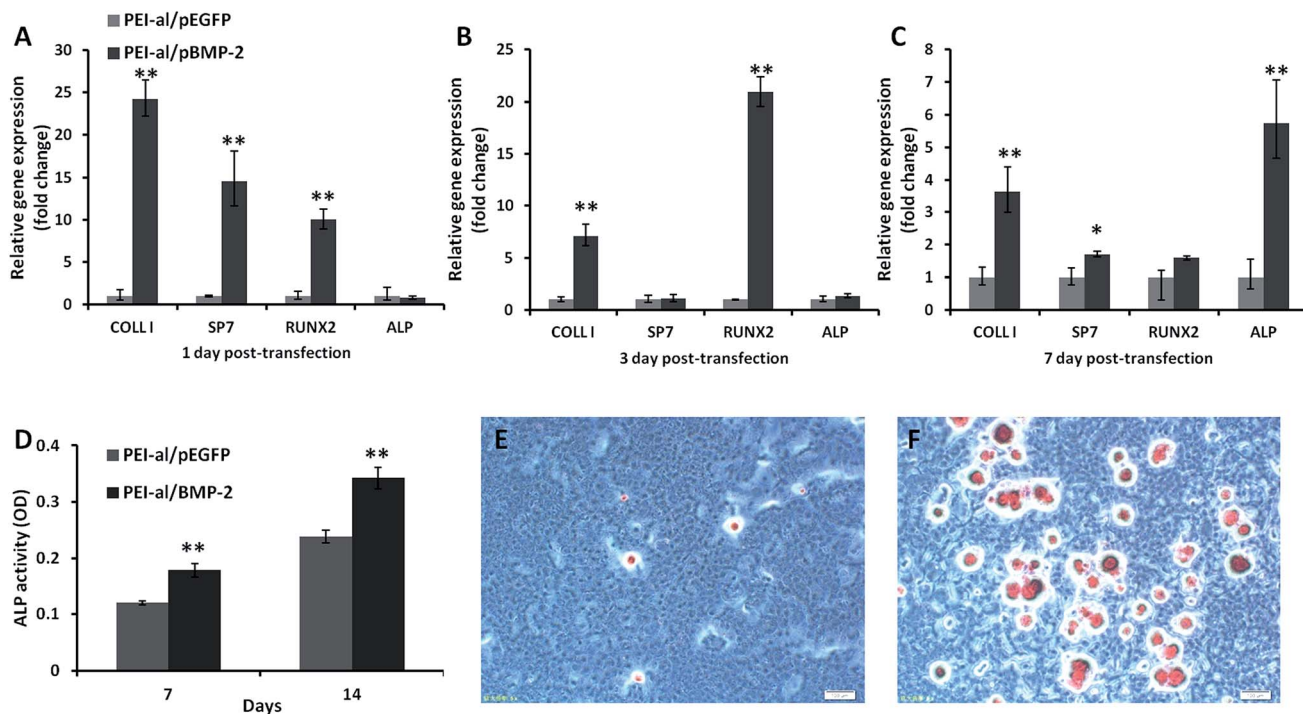 A
PEI-al/pEGFP
PEI-al/pBMP-2
Relative gene expression
(fold change)
30
25
20
15
10
5
0
**
**
**
COLL I SP7 RUNX2 ALP
1 day post-transfection
B
Relative gene expression
(fold change)
25
20
15
10
5
0
**
**
COLL I SP7 RUNX2 ALP
3 day post-transfection
C
Relative gene expression
(fold change)
8
7
6
5
4
3
2
1
0
**
*
**
COLL I SP7 RUNX2 ALP
7 day post-transfection
D
PEI-al/pEGFP
PEI-al/BMP-2
ALP activity (OD)
0.4
0.3
0.2
0.1
0
**
**
7 14
Days
E
F